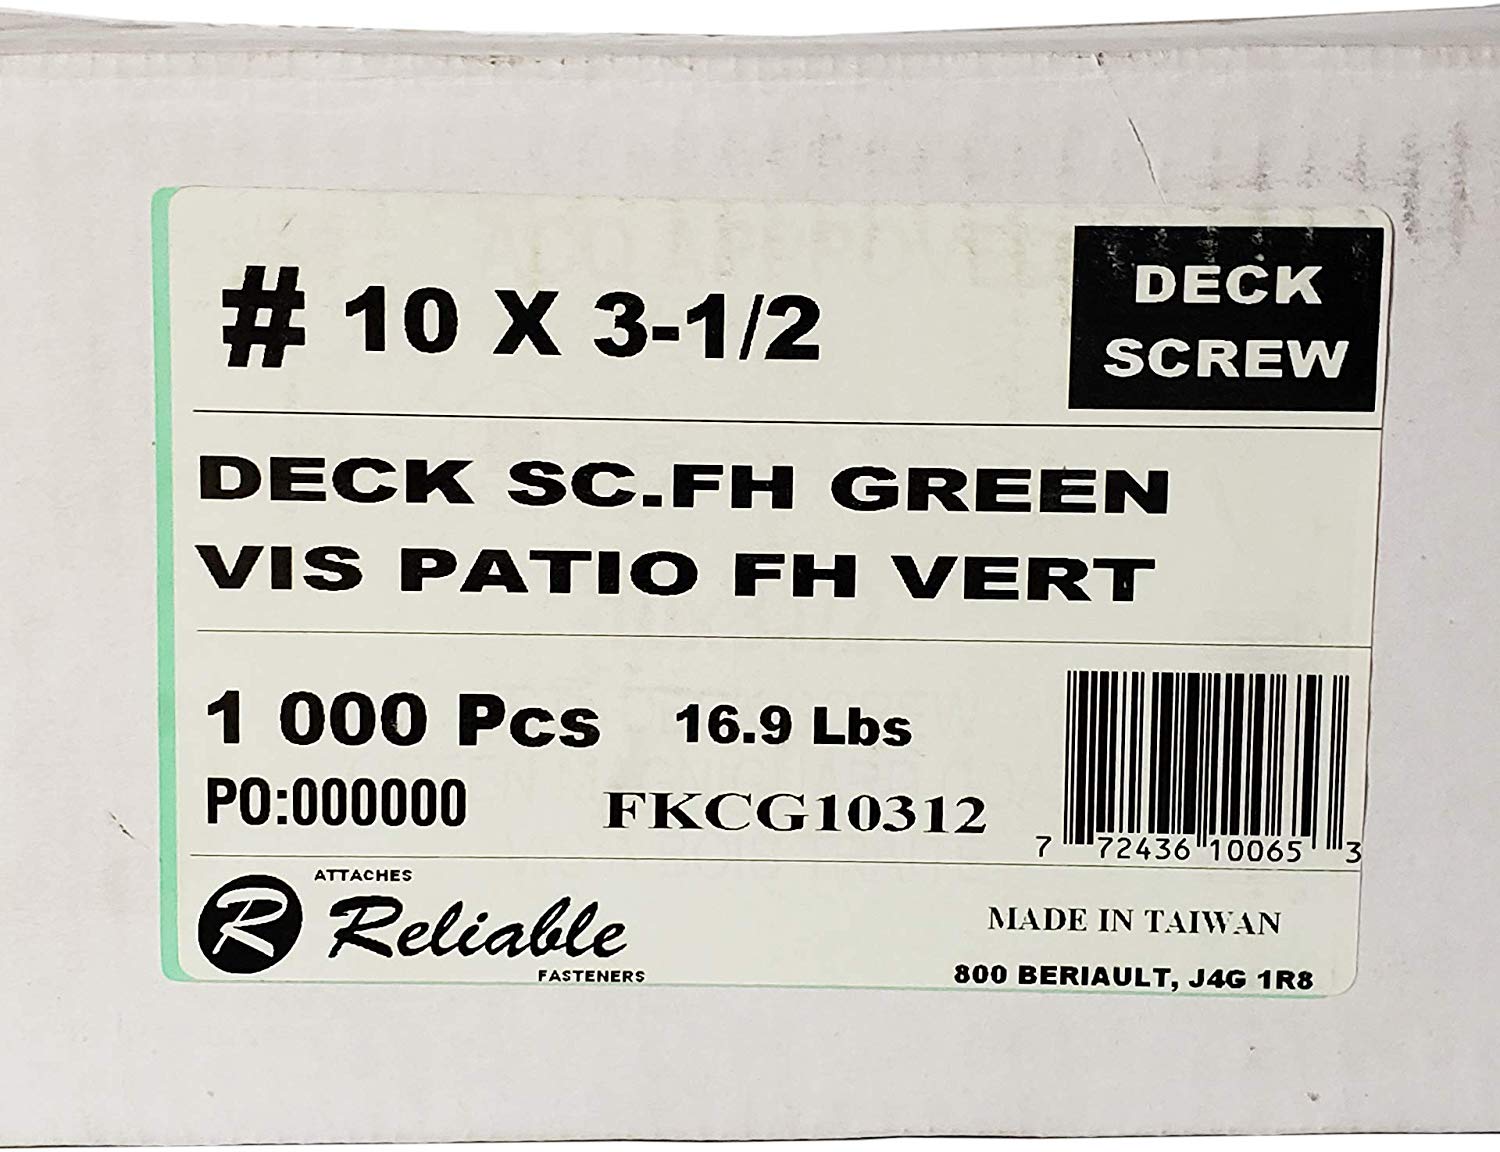 # 10 X 3-1/2
DECK
SCREW
DECK SC.FH GREEN
VIS PATIO FH VERT
1 000 Pcs 16.9 Lbs
PO:000000 FKCG10312
7 72436 10065 3
R
ATTACHES
Reliable
FASTENERS
MADE IN TAIWAN
800 BERIAULT, J4G 1R8